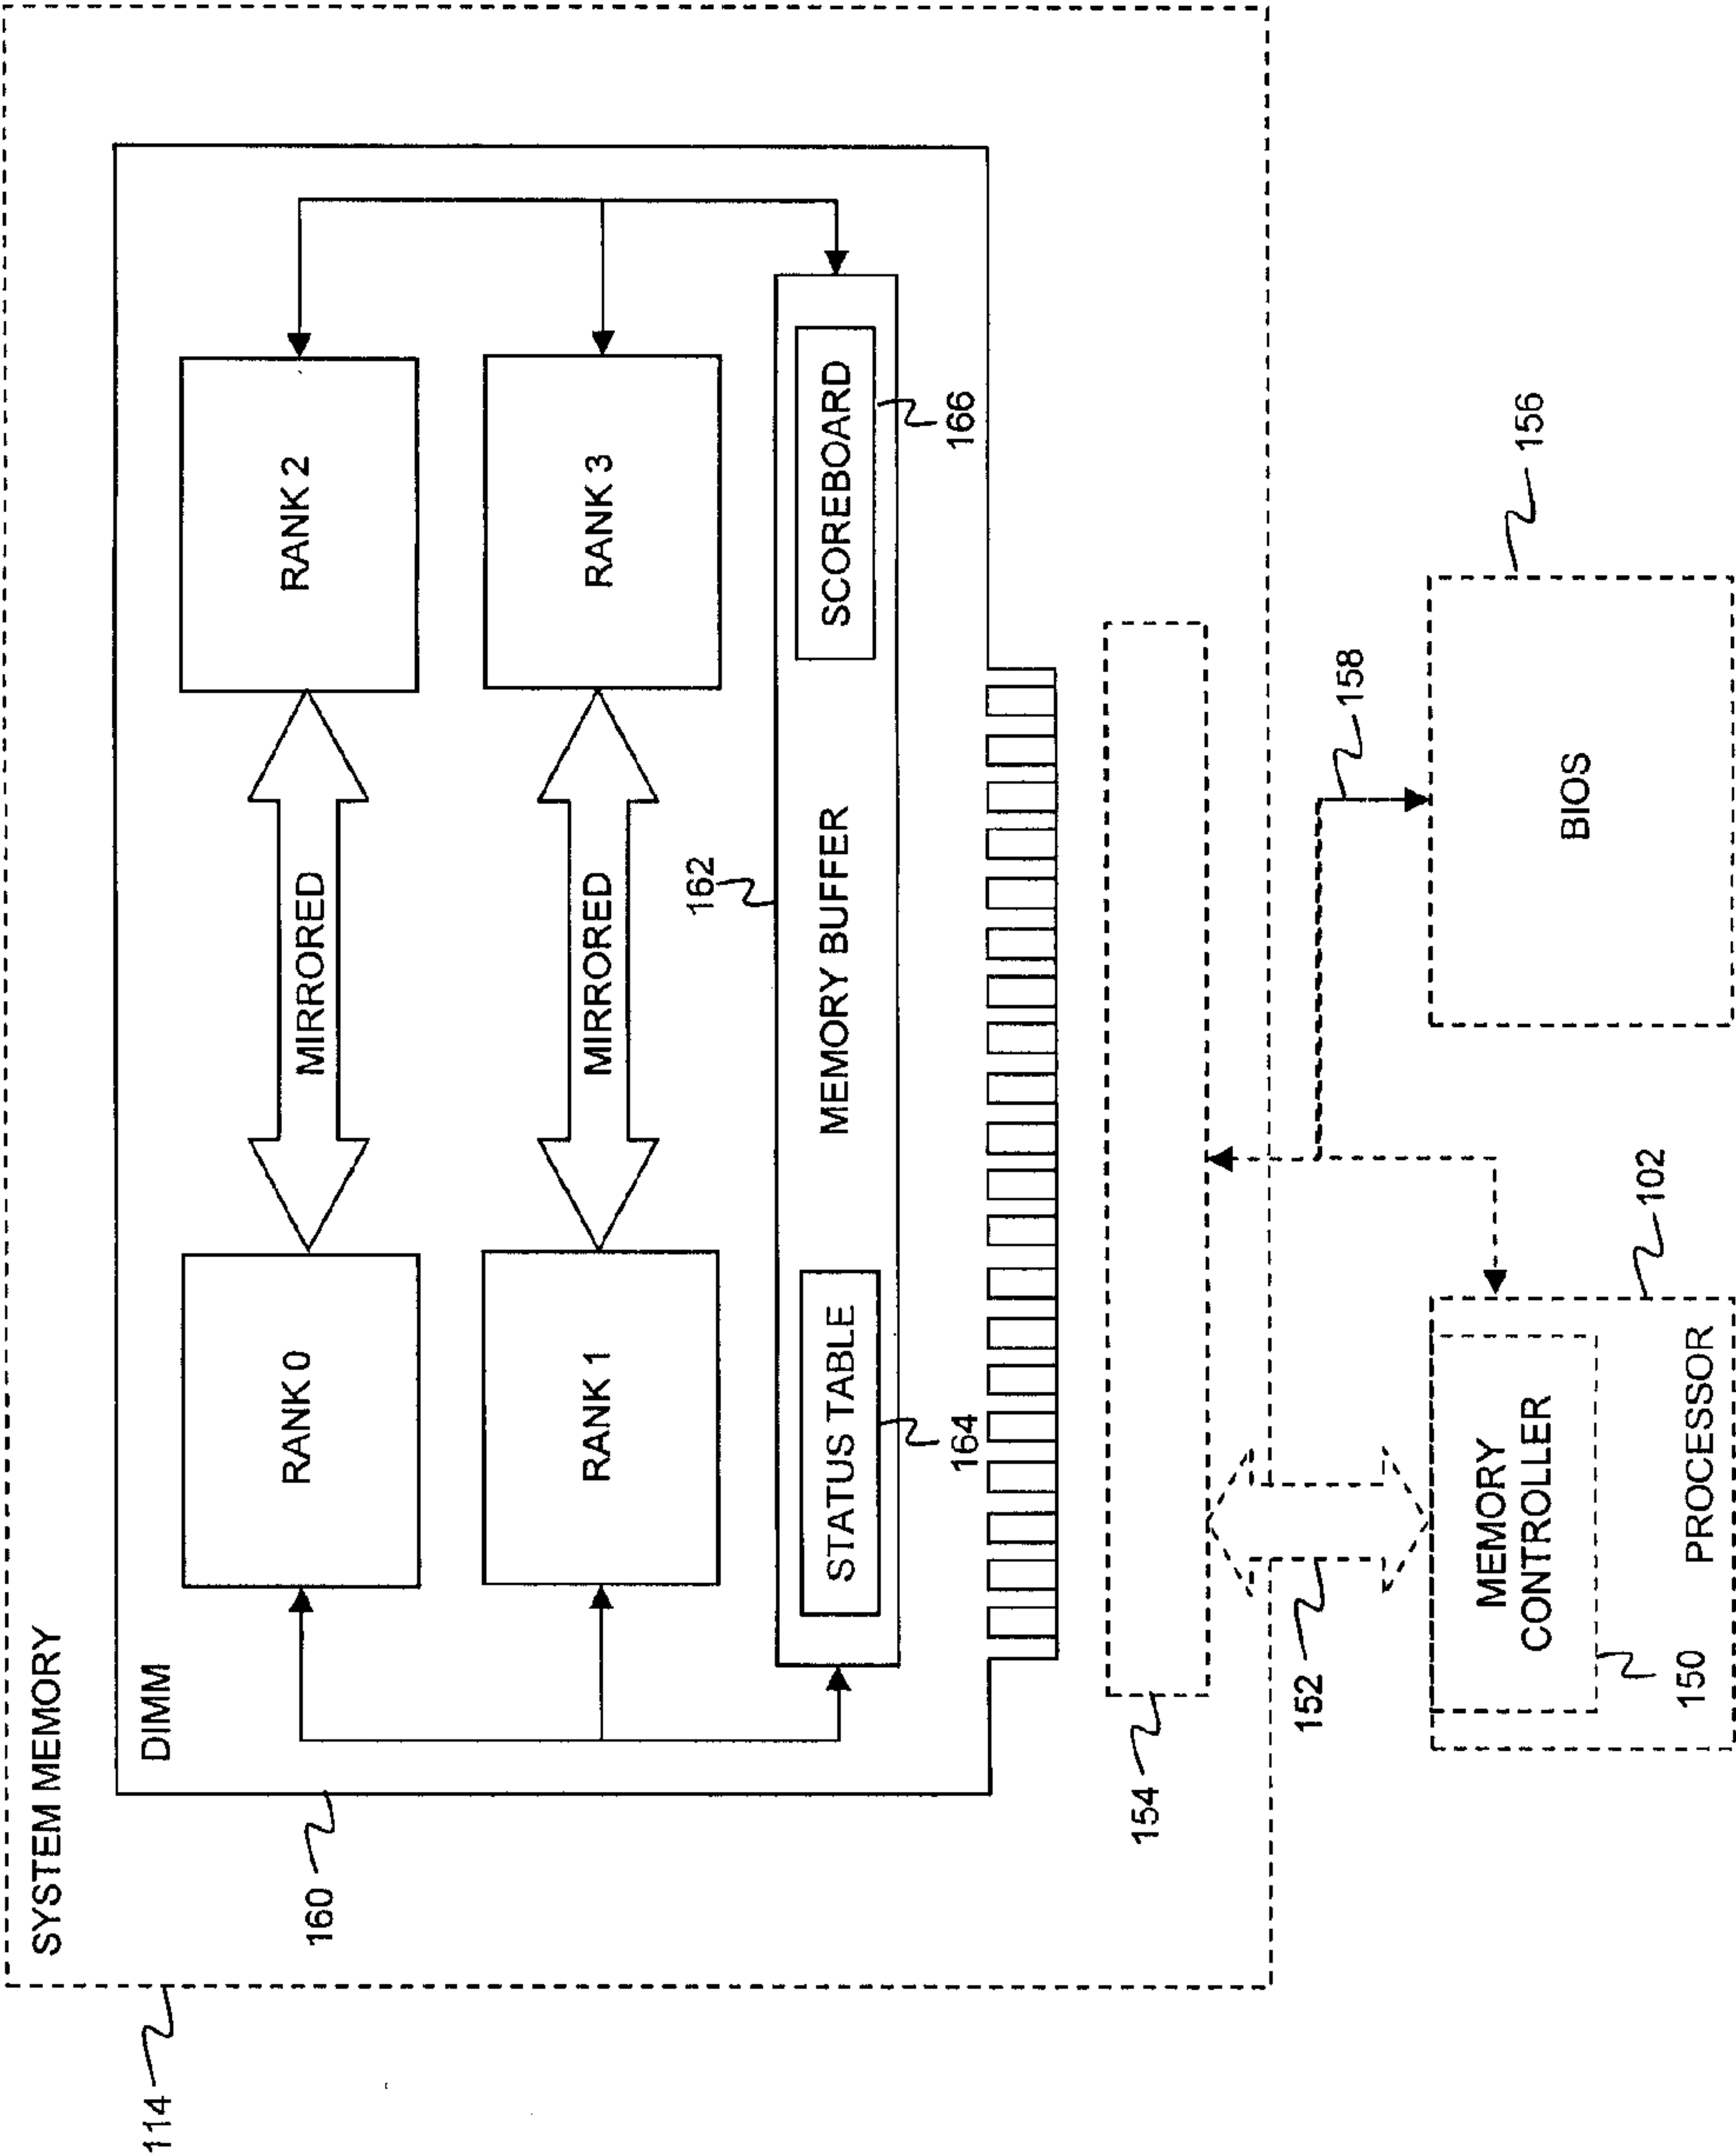 SYSTEM MEMORY
114
DIMM
160
RANK 0
MIRRORED
RANK 2
RANK 1
MIRRORED
RANK 3
162
STATUS TABLE
MEMORY BUFFER
SCOREBOARD
164
166
154
152
158
156
MEMORY
CONTROLLER
150
PROCESSOR
102
BIOS